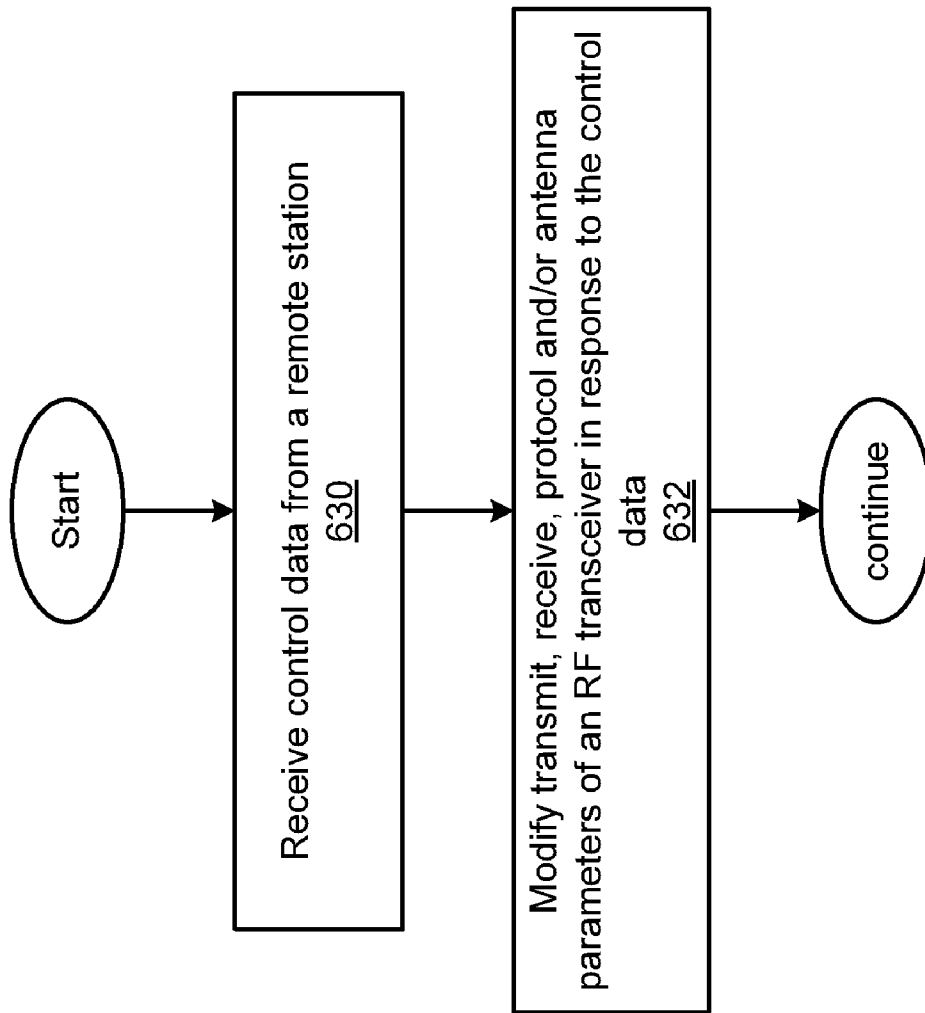 Start
Receive control data from a remote station
630
Modify transmit, receive, protocol and/or antenna
parameters of an RF transceiver in response to the control
data
632
continue